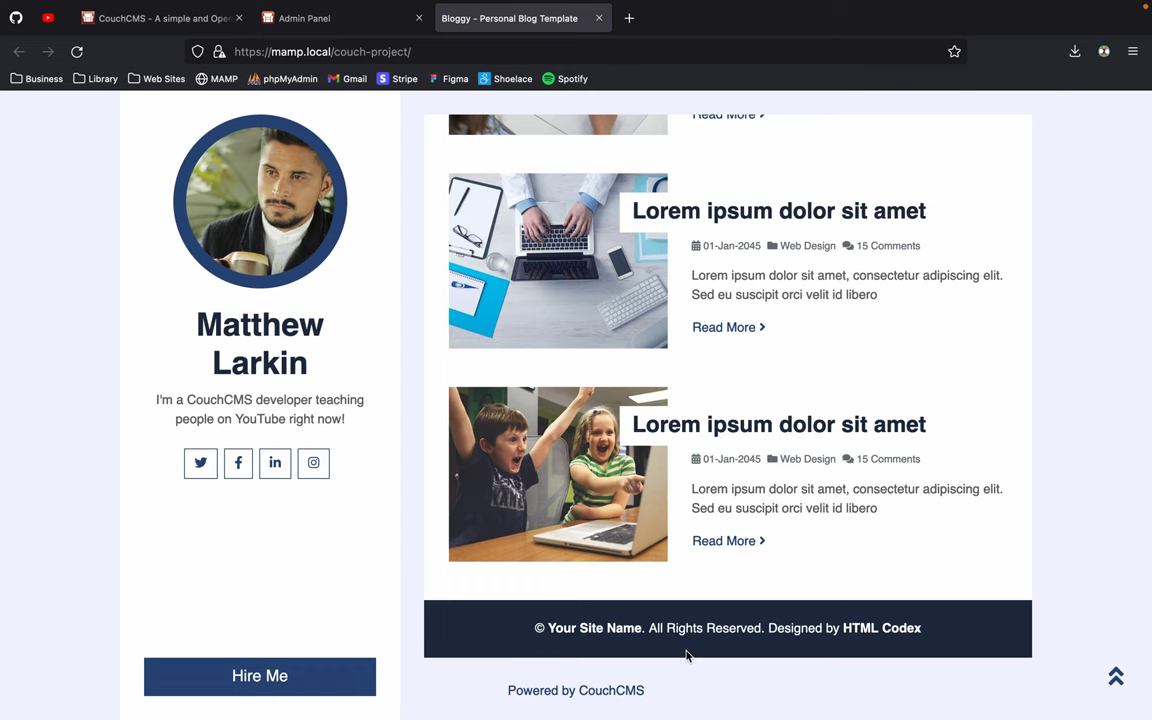 CouchCMS - A simple and Open
Admin Panel
Bloggy - Personal Blog Template
https://mamp.local/couch-project/
Business
Library
Web Sites
MAMP
phpMyAdmin
Gmail
Stripe
Figma
Shoelace
Spotify
Matthew
Larkin
I'm a CouchCMS developer teaching
people on YouTube right now!
Hire Me
Read More
Lorem ipsum dolor sit amet
01-Jan-2045 Web Design 15 Comments
Lorem ipsum dolor sit amet, consectetur adipiscing elit.
Sed eu suscipit orci velit id libero
Read More
Lorem ipsum dolor sit amet
01-Jan-2045 Web Design 15 Comments
Lorem ipsum dolor sit amet, consectetur adipiscing elit.
Sed eu suscipit orci velit id libero
Read More
© Your Site Name. All Rights Reserved. Designed by HTML Codex
Powered by CouchCMS